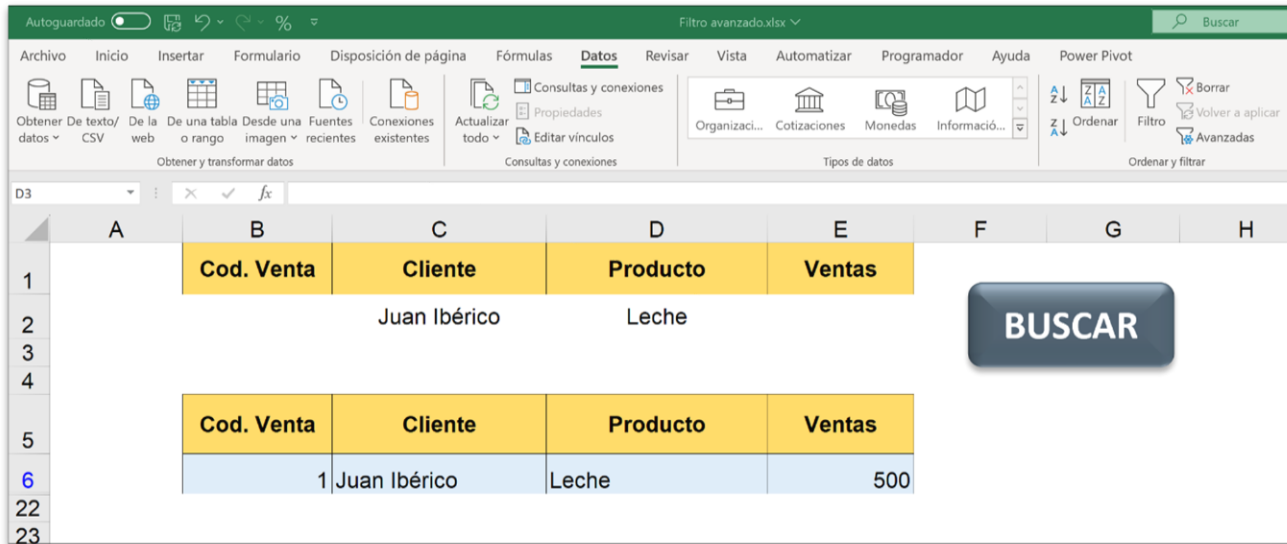 Autoguardado % Filtro avanzado.xlsx Buscar
Archivo Inicio Insertar Formulario Disposición de página Fórmulas Datos Revisar Vista Automatizar Programador Ayuda Power Pivot
Obtener datos De texto/ CSV De la web De una tabla o rango Desde una imagen Fuentes recientes Conexiones existentes
Obtener y transformar datos
Actualizar todo
Consultas y conexiones
Propiedades
Editar vínculos
Consultas y conexiones
Organizaci... Cotizaciones Monedas Informació...
Tipos de datos
Ordenar Filtro
Borrar
Volver a aplicar
Avanzadas
Ordenar y filtrar
D3 fx
A B C D E F G H
1 Cod. Venta Cliente Producto Ventas
2 Juan Ibérico Leche
BUSCAR
3
4
5 Cod. Venta Cliente Producto Ventas
6 1 Juan Ibérico Leche 500
22
23